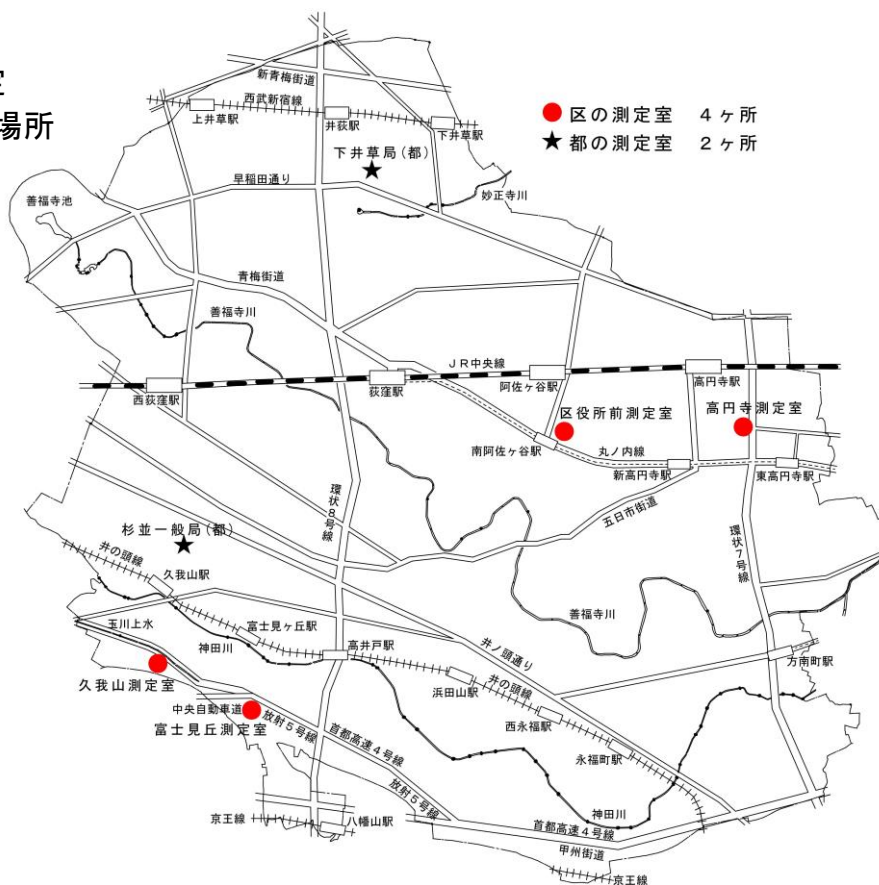 定
場所
区の測定室 4ヶ所
都の測定室 2ヶ所
新青梅街道
西武新宿線
上井草駅
井荻駅
下井草駅
下井草局(都)
早稲田通り
妙正寺川
善福寺池
青梅街道
善福寺川
JR中央線
西荻窪駅
荻窪駅
阿佐ヶ谷駅
高円寺駅
区役所前測定室
高円寺測定室
南阿佐ヶ谷駅
丸ノ内線
新高円寺駅
東高円寺駅
五日市街道
環状8号線
環状7号線
杉並一般局(都)
井の頭線
久我山駅
玉川上水
富士見ヶ丘駅
神田川
高井戸駅
善福寺川
井ノ頭通り
浜田山駅
井の頭線
方南町駅
久我山測定室
中央自動車道
放射5号線
首都高速4号線
富士見丘測定室
西永福駅
永福町駅
放射5号線
京王線
八幡山駅
神田川
首都高速4号線
甲州街道
京王線